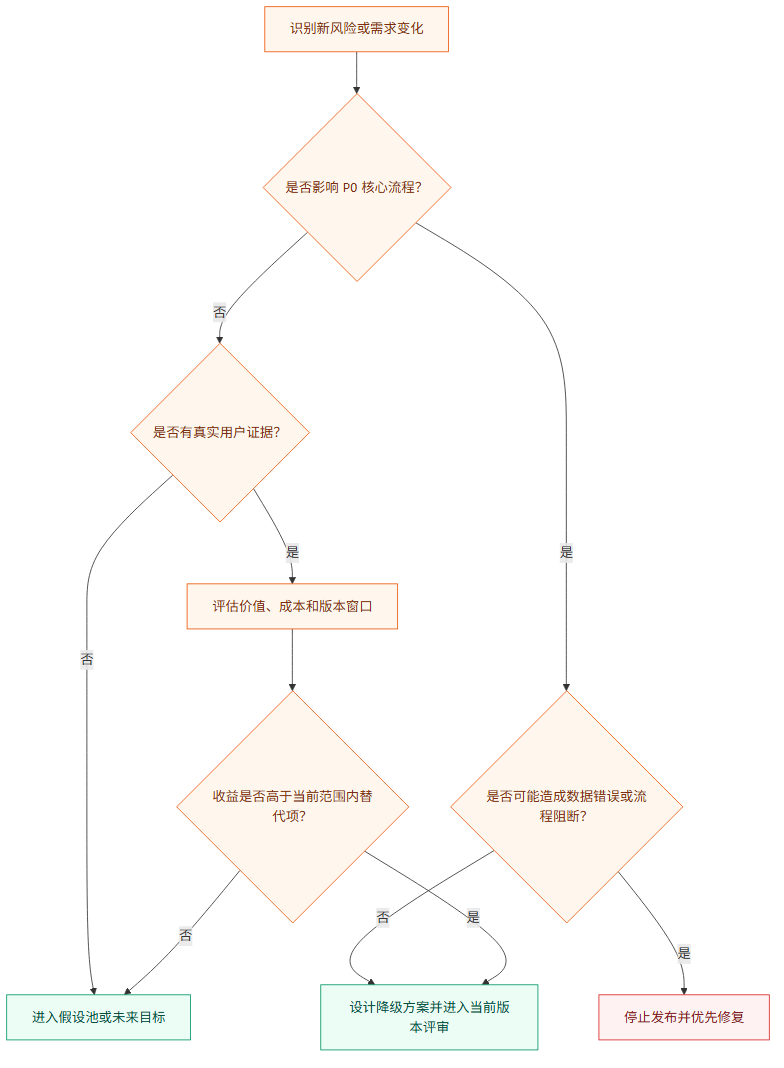 识别新风险或需求变化
是否影响 P0 核心流程？
否
是否有真实用户证据？
是
是
评估价值、成本和版本窗口
否
收益是否高于当前范围内替
代项？
是否可能造成数据错误或流
程阻断？
否
是
否
是
进入假设池或未来目标
设计降级方案并进入当前版
本评审
停止发布并优先修复